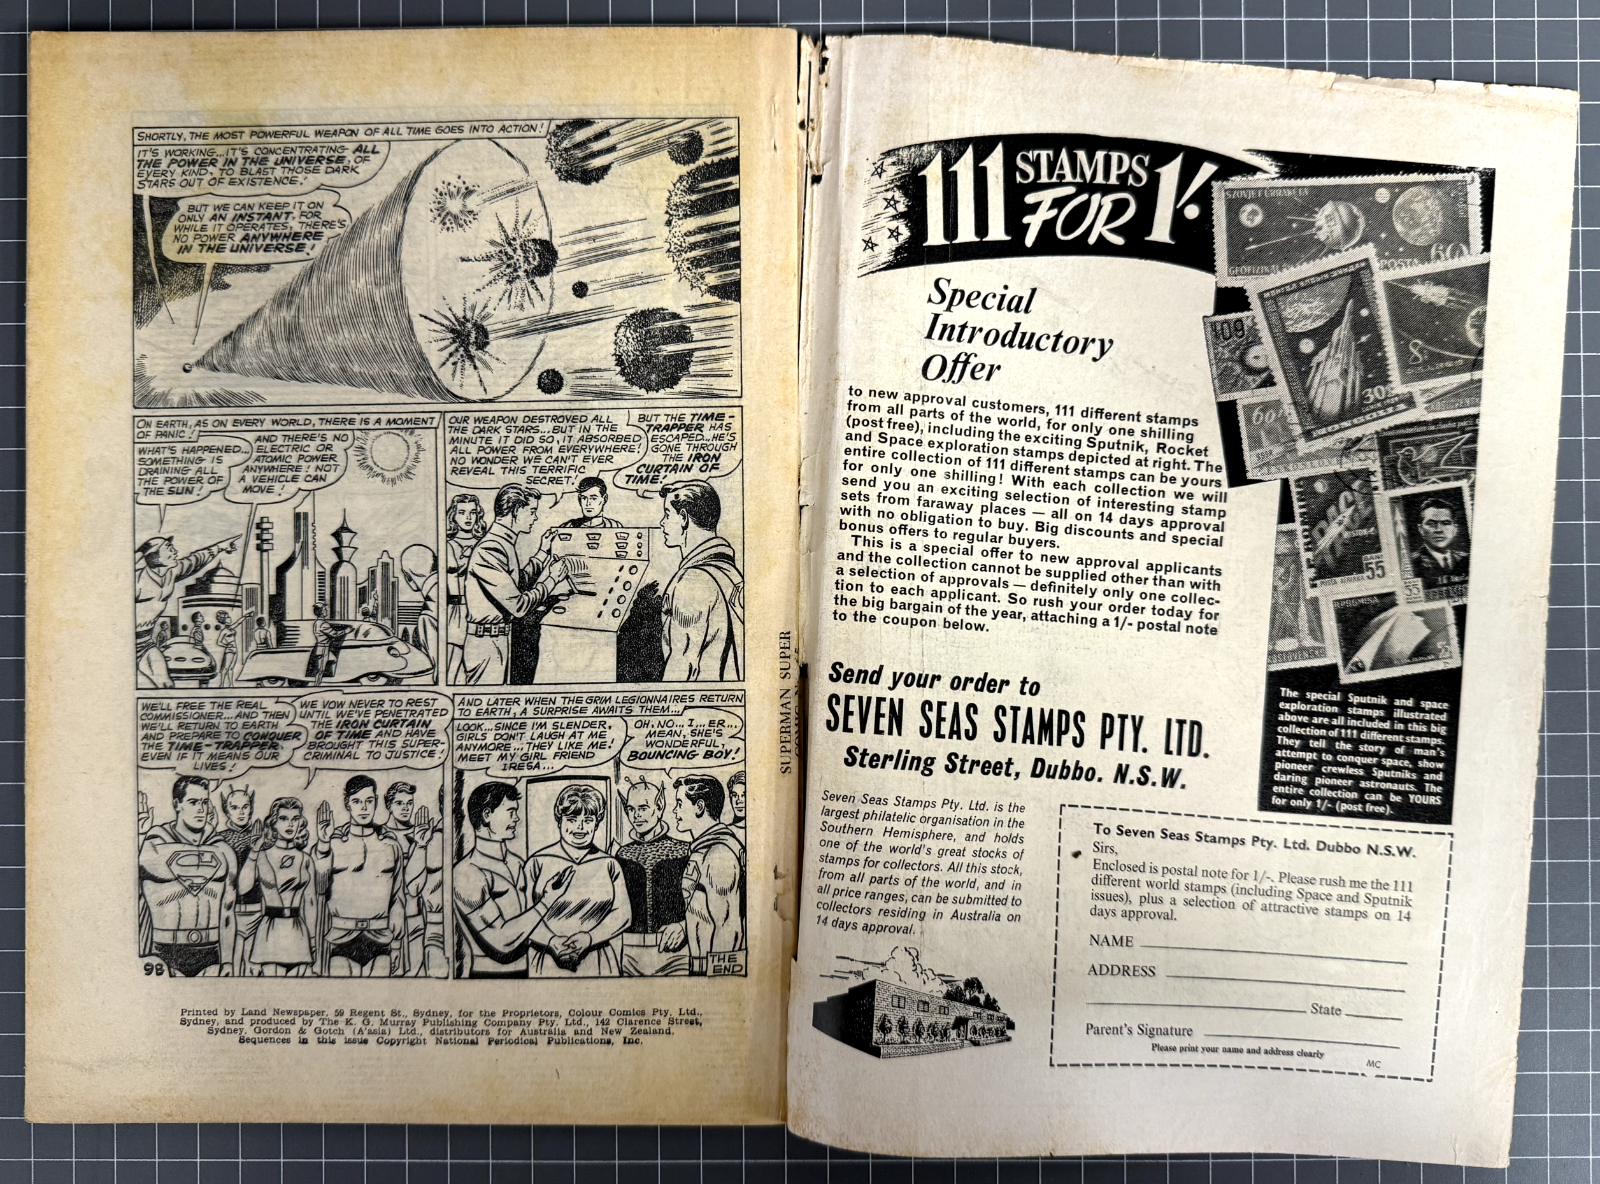 SHORTLY, THE MOST POWERFUL WEAPON OF ALL TIME GOES INTO ACTION!
IT'S WORKING...IT'S CONCENTRATING ALL
THE POWER IN THE UNIVERSE, OF
EVERY KIND, TO BLAST THOSE DARK
STARS OUT OF EXISTENCE!
BUT WE CAN KEEP IT ON
ONLY AN INSTANT, FOR
WHILE IT OPERATES, THERE'S
NO POWER ANYWHERE
IN THE UNIVERSE!
ON EARTH, AS ON EVERY WORLD, THERE IS A MOMENT
OF PANIC!
WHAT'S HAPPENED...
SOMETHING IS
DRAINING ALL
THE POWER OF
THE SUN!
AND THERE'S NO
ELECTRIC OR
ATOMIC POWER
ANYWHERE! NOT
A VEHICLE CAN
MOVE!
OUR WEAPON DESTROYED ALL
THE DARK STARS...BUT IN THE
MINUTE IT DID SO, IT ABSORBED
ALL POWER FROM EVERYWHERE!
NO WONDER WE CAN'T EVER
REVEAL THIS TERRIFIC
SECRET!
BUT THE TIME-
TRAPPER HAS
ESCAPED...HE'S
GONE THROUGH
THE IRON
CURTAIN OF
TIME!
WE'LL FREE THE REAL
COMMISSIONER...AND THEN
WE'LL RETURN TO EARTH
AND PREPARE TO CONQUER
THE TIME-TRAPPER,
EVEN IF IT MEANS OUR
LIVES!
WE VOW NEVER TO REST
UNTIL WE'VE PENETRATED
THE IRON CURTAIN
OF TIME AND HAVE
BROUGHT THIS SUPER-
CRIMINAL TO JUSTICE!
AND LATER WHEN THE GRIM LEGIONNAIRES RETURN
TO EARTH, A SURPRISE AWAITS THEM...
LOOK...SINCE I'M SLENDER,
GIRLS DON'T LAUGH AT ME
ANYMORE...THEY LIKE ME!
MEET MY GIRL FRIEND
IRESA...
OH, NO... I...ER...
MEAN, SHE'S
WONDERFUL,
BOUNCING BOY!
98
THE
END
Printed by Land Newspaper, 59 Regent St., Sydney, for the Proprietors, Colour Comics Pty. Ltd.,
Sydney, and produced by The K. G. Murray Publishing Company Pty. Ltd., 142 Clarence Street,
Sydney. Gordon & Gotch (A'asia) Ltd., distributors for Australia and New Zealand.
Sequences in this issue Copyright National Periodical Publications, Inc.
SUPERMAN SUPER
111 STAMPS
FOR 1/-
Special
Introductory
Offer
to new approval customers, 111 different stamps
from all parts of the world, for only one shilling
(post free), including the exciting Sputnik, Rocket
and Space exploration stamps depicted at right. The
entire collection of 111 different stamps can be yours
for only one shilling! With each collection we will
send you an exciting selection of interesting stamp
sets from faraway places — all on 14 days approval
with no obligation to buy. Big discounts and special
bonus offers to regular buyers.
This is a special offer to new approval applicants
and the collection cannot be supplied other than with
a selection of approvals — definitely only one collec-
tion to each applicant. So rush your order today for
the big bargain of the year, attaching a 1/- postal note
to the coupon below.
SZOVJET URHAJOZAS
GEOFIZIKAI
POSTA
60
30
60
55
55
The special Sputnik and space
exploration stamps illustrated
above are all included in this big
collection of 111 different stamps.
They tell the story of man's
attempt to conquer space, show
pioneer crewless Sputniks and
daring pioneer astronauts. The
entire collection can be YOURS
for only 1/- (post free).
Send your order to
SEVEN SEAS STAMPS PTY. LTD.
Sterling Street, Dubbo. N.S.W.
Seven Seas Stamps Pty. Ltd. is the
largest philatelic organisation in the
Southern Hemisphere, and holds
one of the world's great stocks of
stamps for collectors. All this stock,
from all parts of the world, and in
all price ranges, can be submitted to
collectors residing in Australia on
14 days approval.
To Seven Seas Stamps Pty. Ltd. Dubbo N.S.W.
Sirs,
Enclosed is postal note for 1/-. Please rush me the 111
different world stamps (including Space and Sputnik
issues), plus a selection of attractive stamps on 14
days approval.
NAME
ADDRESS
State
Parent's Signature
Please print your name and address clearly
MC